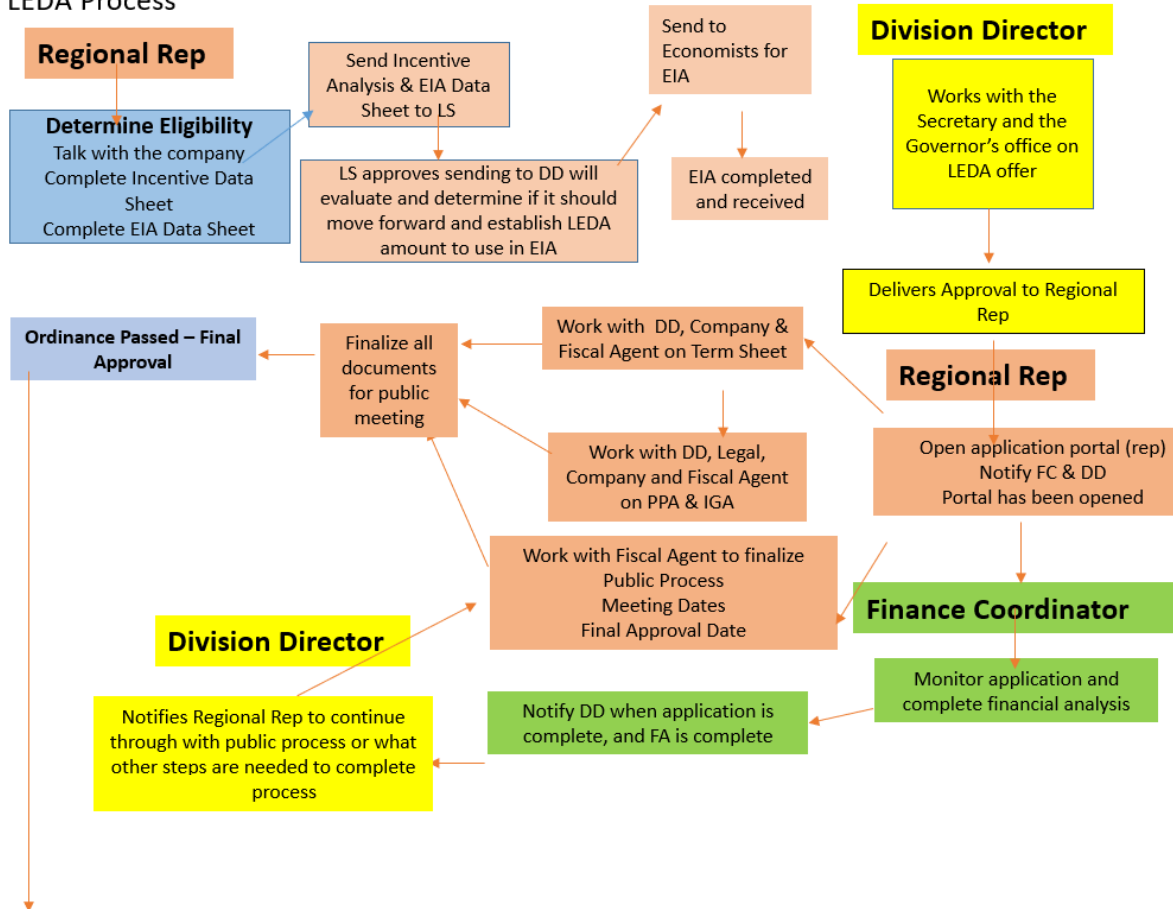 LEDA Process
Regional Rep
Determine Eligibility
Talk with the company
Complete Incentive Data
Sheet
Complete EIA Data Sheet
Send Incentive
Analysis & EIA Data
Sheet to LS
LS approves sending to DD will
evaluate and determine if it should
move forward and establish LEDA
amount to use in EIA
Send to
Economists for
EIA
EIA completed
and received
Division Director
Works with the
Secretary and the
Governor's office on
LEDA offer
Delivers Approval to Regional
Rep
Regional Rep
Open application portal (rep)
Notify FC & DD
Portal has been opened
Work with DD, Company &
Fiscal Agent on Term Sheet
Work with DD, Legal,
Company and Fiscal Agent
on PPA & IGA
Work with Fiscal Agent to finalize
Public Process
Meeting Dates
Final Approval Date
Finalize all
documents
for public
meeting
Ordinance Passed – Final
Approval
Finance Coordinator
Monitor application and
complete financial analysis
Notify DD when application is
complete, and FA is complete
Division Director
Notifies Regional Rep to continue
through with public process or what
other steps are needed to complete
process